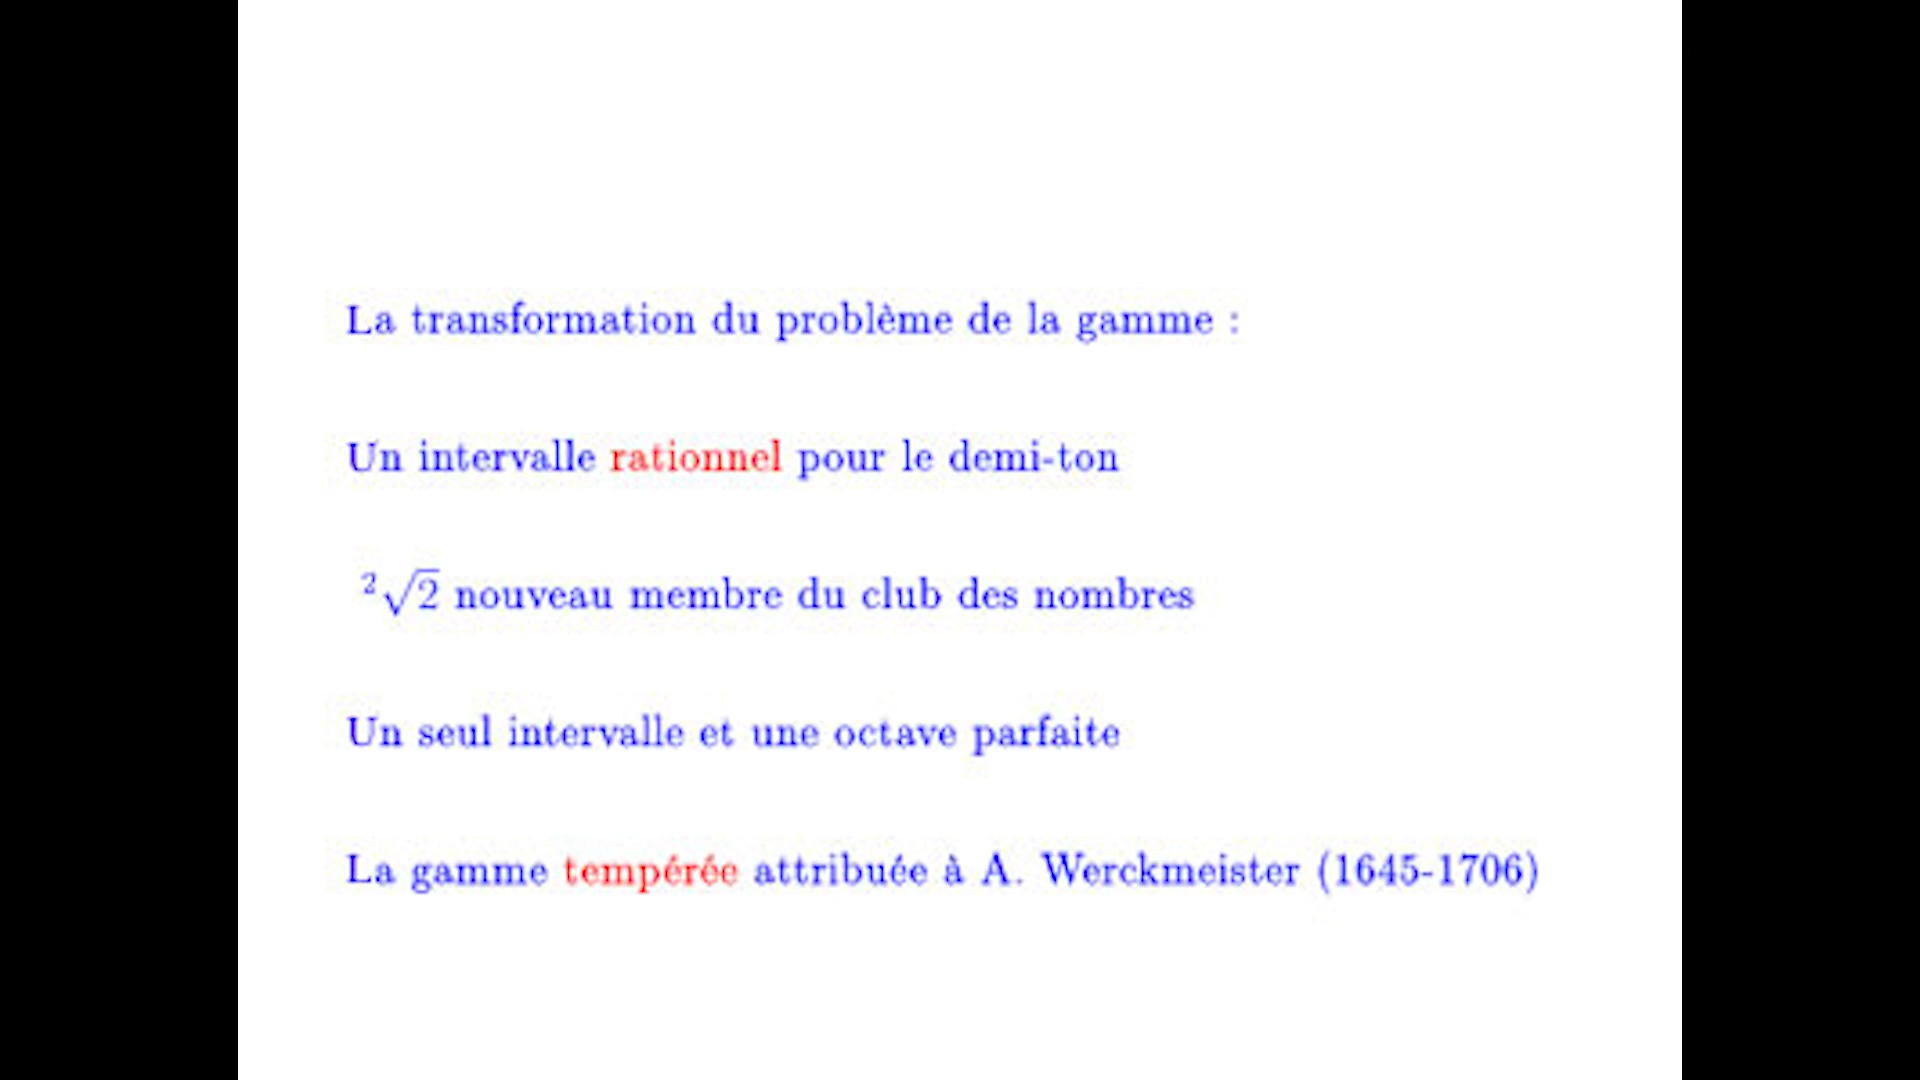 La transformation du problème de la gamme :
Un intervalle rationnel pour le demi-ton
²√2 nouveau membre du club des nombres
Un seul intervalle et une octave parfaite
La gamme tempérée attribuée à A. Werckmeister (1645-1706)